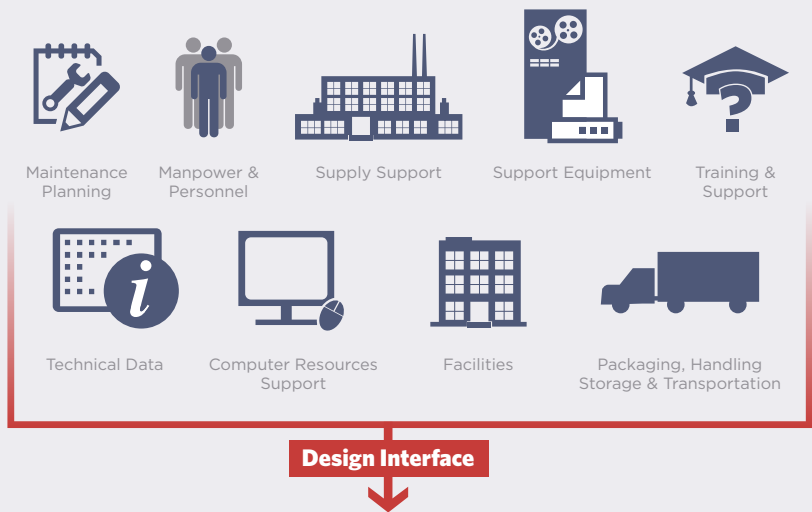 Maintenance
Planning
Manpower &
Personnel
Supply Support
Support Equipment
Training &
Support
Technical Data
Computer Resources
Support
Facilities
Packaging, Handling
Storage & Transportation
Design Interface